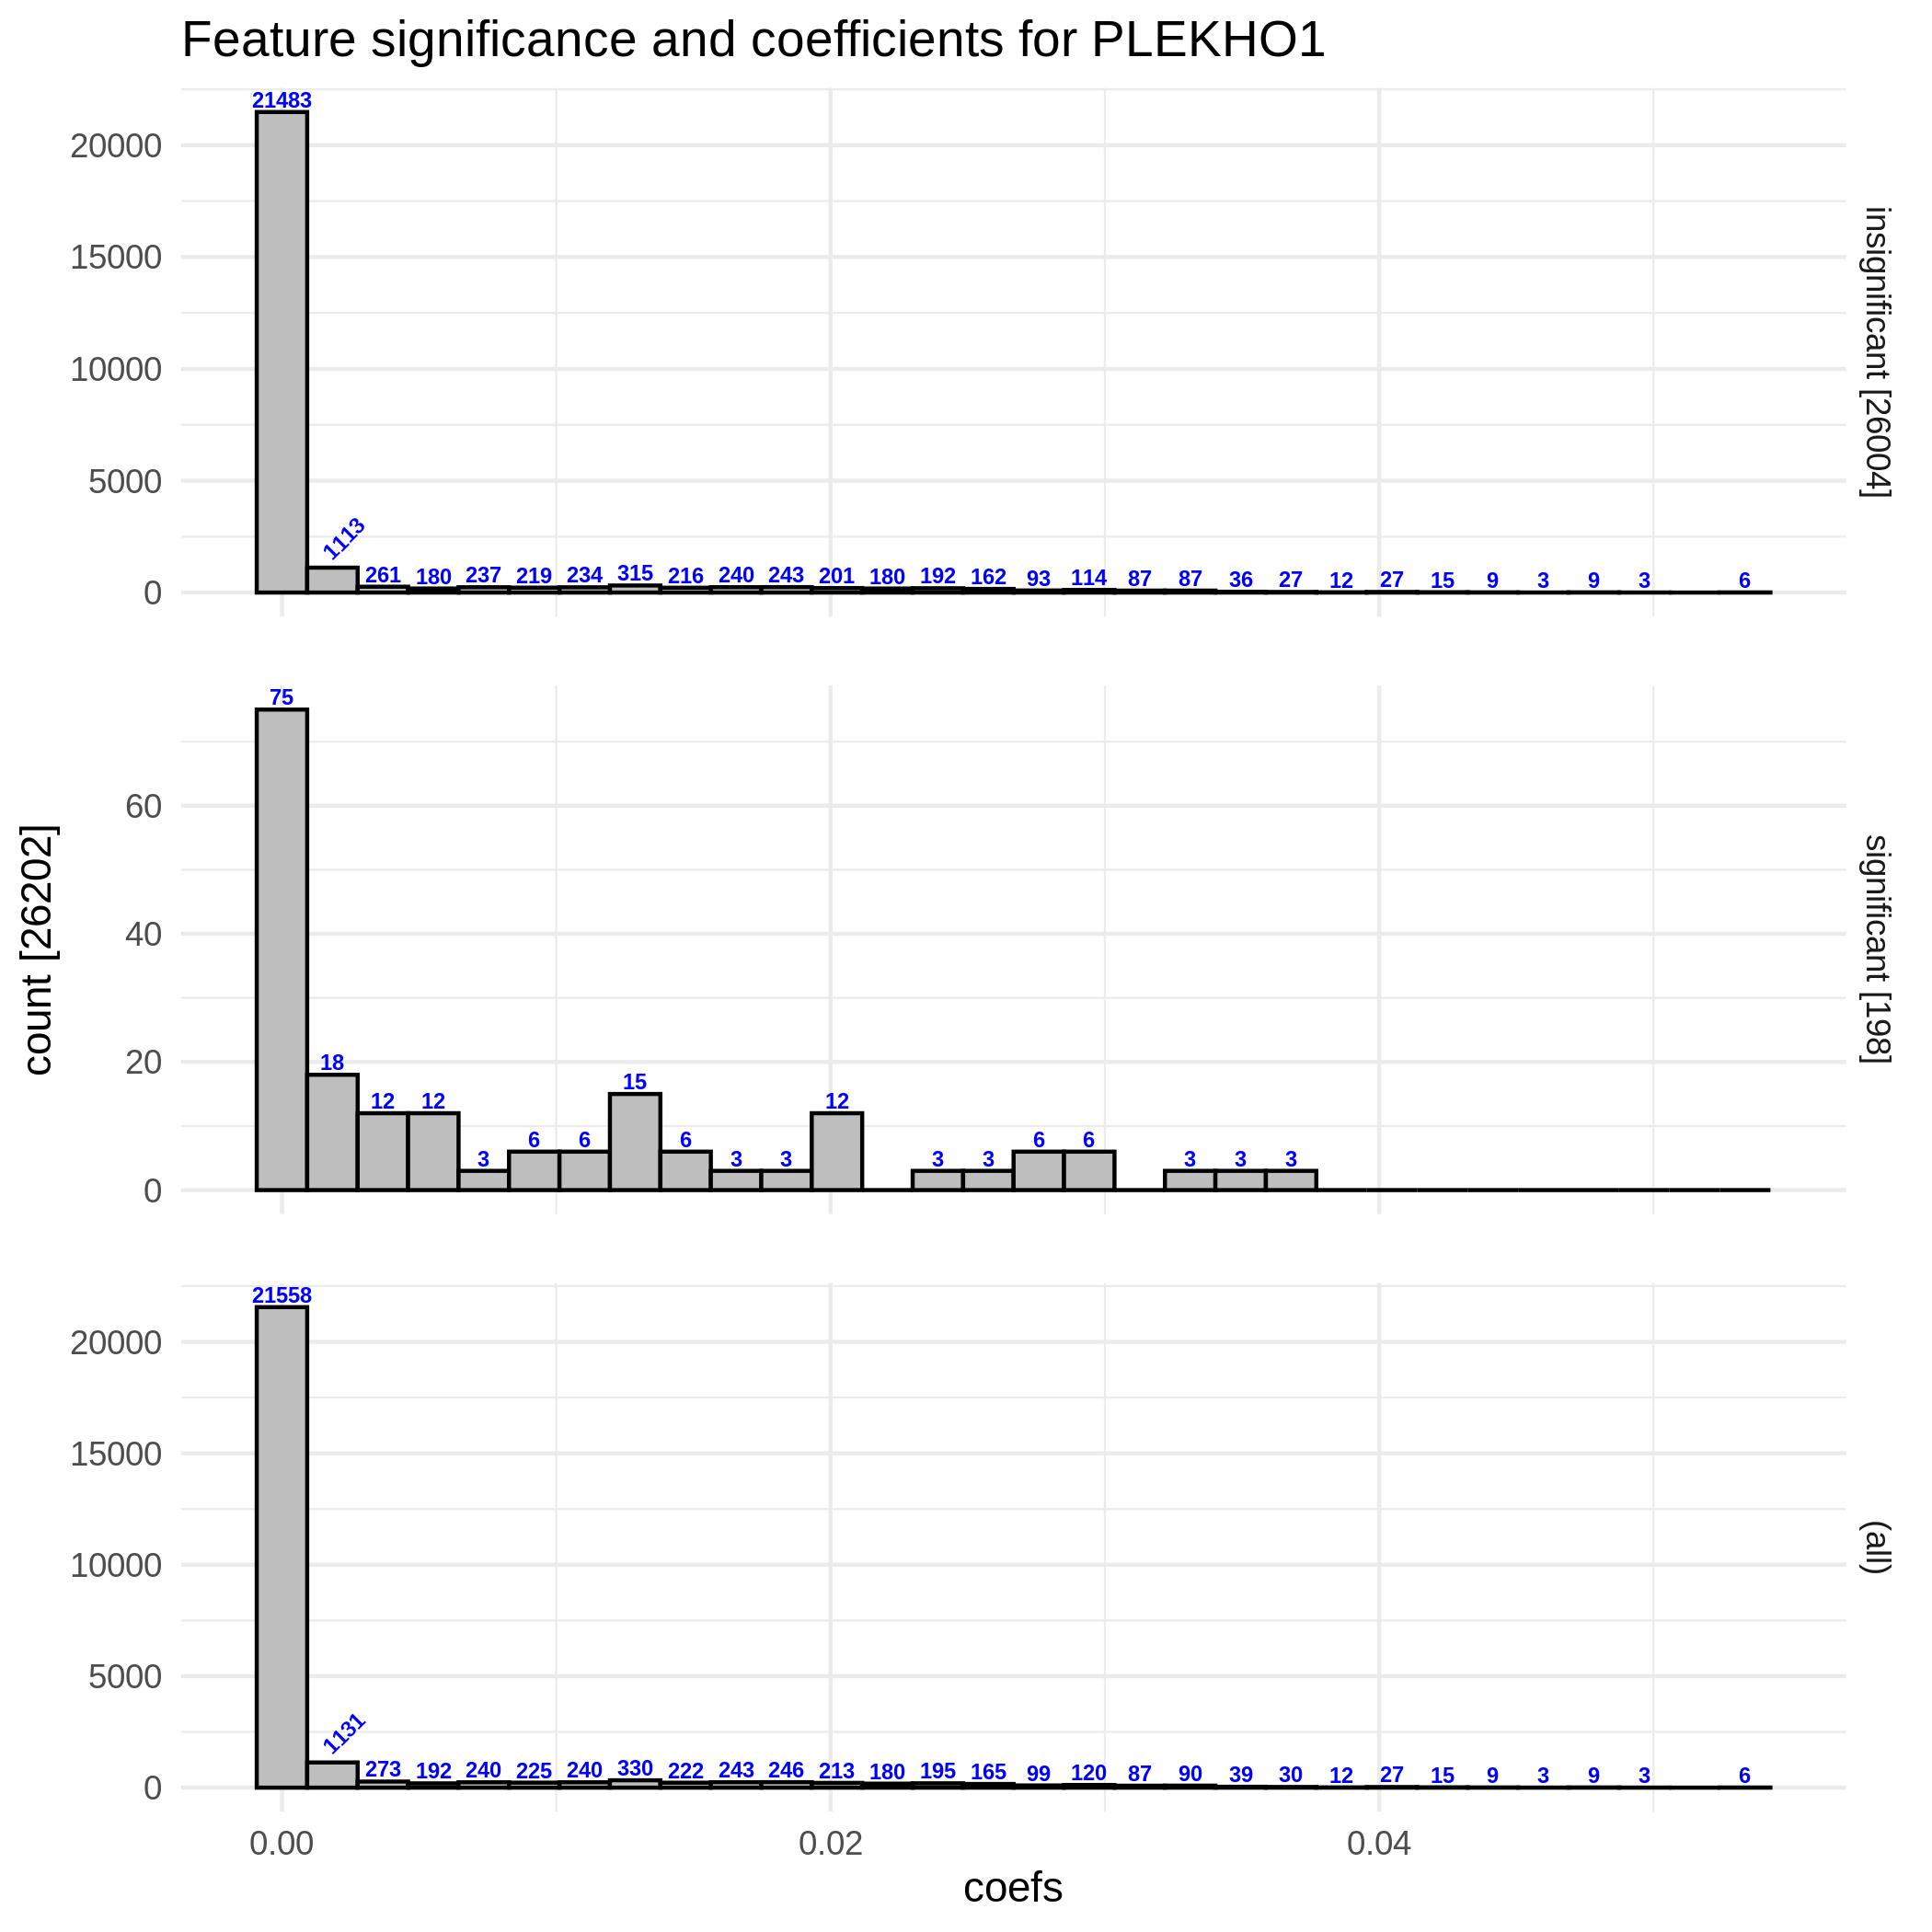 Feature significance and coefficients for PLEKHO1
21483
20000
15000
10000
5000
0
1113
261 180 237 219 234 315 216 240 243 201 180 192 162 93 114 87 87 36 27 12 27 15 9 3 9 3 6
insignificant [26004]
count [26202]
75
60
40
20
0
18 12 12 3 6 6 15 6 3 3 12 3 3 6 6 3 3 3
significant [198]
21558
20000
15000
10000
5000
0
1131
273 192 240 225 240 330 222 243 246 213 180 195 165 99 120 87 90 39 30 12 27 15 9 3 9 3 6
(all)
0.00 0.02 0.04
coefs